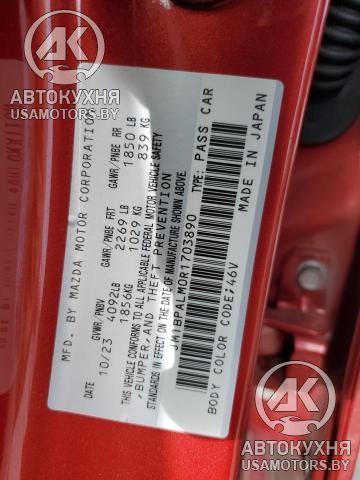 AK
АВТОКУХНЯ
USAMOTORS.BY
MFD. BY MAZDA MOTOR CORPORATION
DATE GVWR/PNBV GAWR/PNBE FRT GAWR/PNBE RR
10/23 4092LB 2269 LB 1850 LB
1856KG 1029 KG 839 KG
THIS VEHICLE CONFORMS TO ALL APPLICABLE FEDERAL MOTOR VEHICLE SAFETY
,BUMPER,AND THEFT PREVENTION
STANDARDS IN EFFECT ON THE DATE OF MANUFACTURE SHOWN ABOVE.
JM1BPALM0R1703890 TYPE: PASS CAR
BODY COLOR CODE:46V MADE IN JAPAN
AK
АВТОКУХНЯ
USAMOTORS.BY